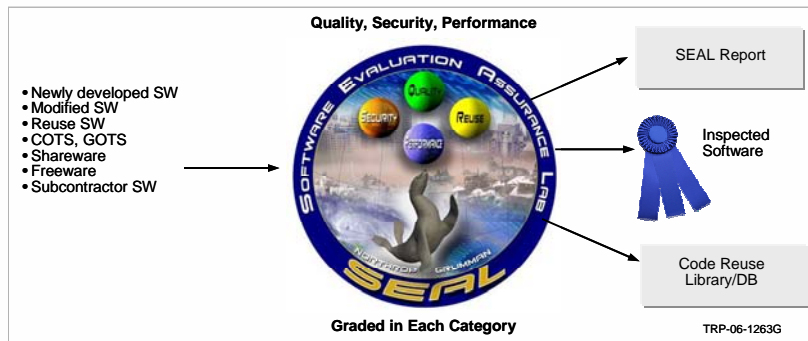 Quality, Security, Performance
• Newly developed SW
• Modified SW
• Reuse SW
• COTS, GOTS
• Shareware
• Freeware
• Subcontractor SW
SOFTWARE EVALUATION ASSURANCE LAB
QUALITY
SECURITY
REUSE
PERFORMANCE
NORTHROP GRUMMAN
SEAL
Graded in Each Category
SEAL Report
Inspected
Software
Code Reuse
Library/DB
TRP-06-1263G